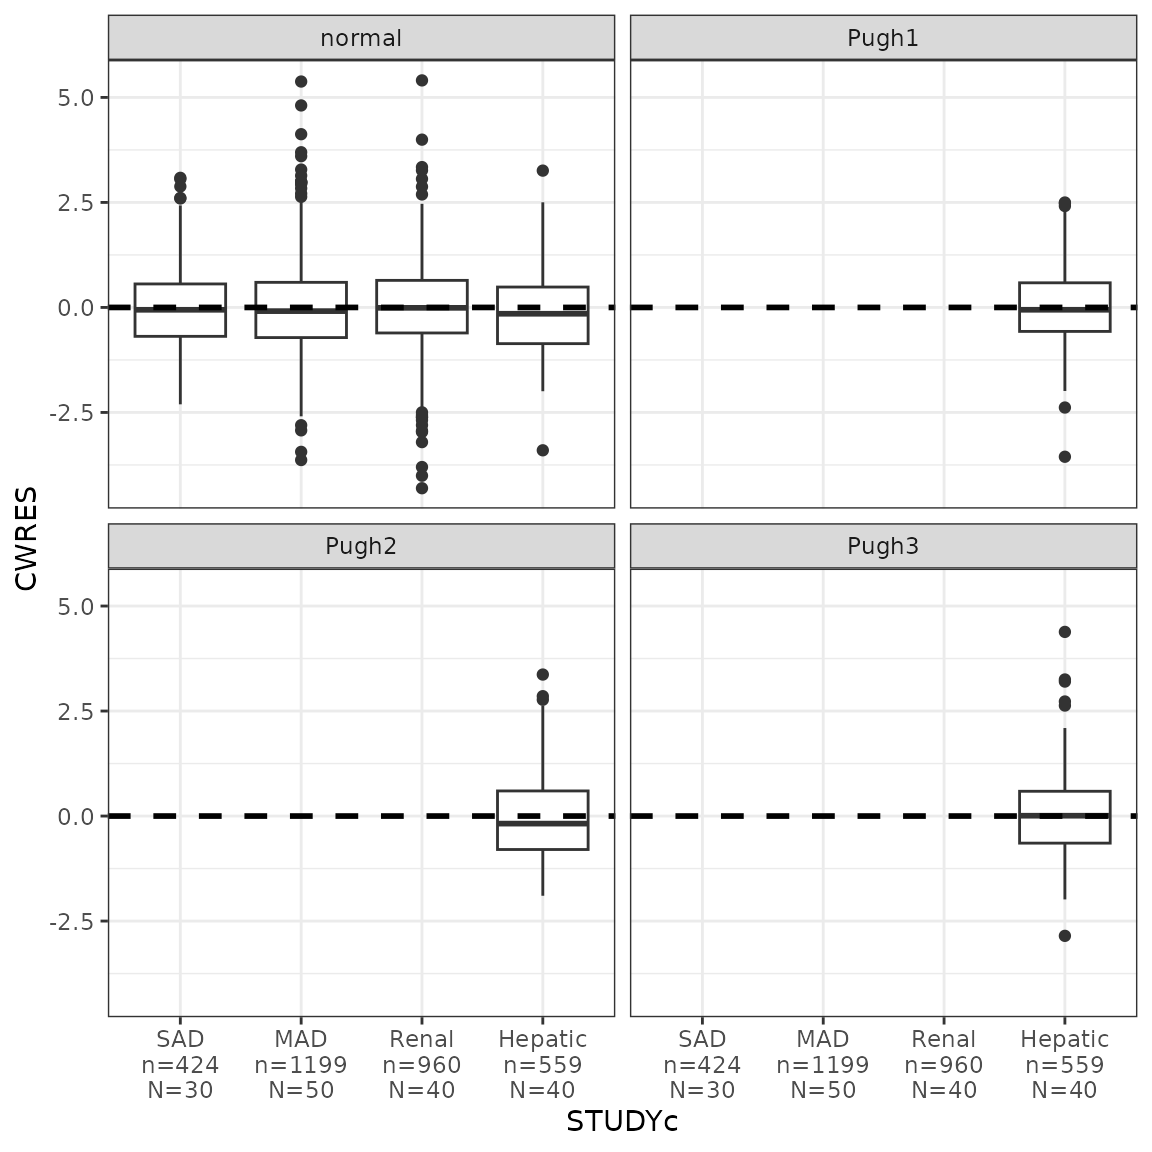 normal
Pugh1
5.0
2.5
0.0
-2.5
CWRES
Pugh2
Pugh3
5.0
2.5
0.0
-2.5
SAD MAD Renal Hepatic SAD MAD Renal Hepatic
n=424 n=1199 n=960 n=559 n=424 n=1199 n=960 n=559
N=30 N=50 N=40 N=40 N=30 N=50 N=40 N=40
STUDYc